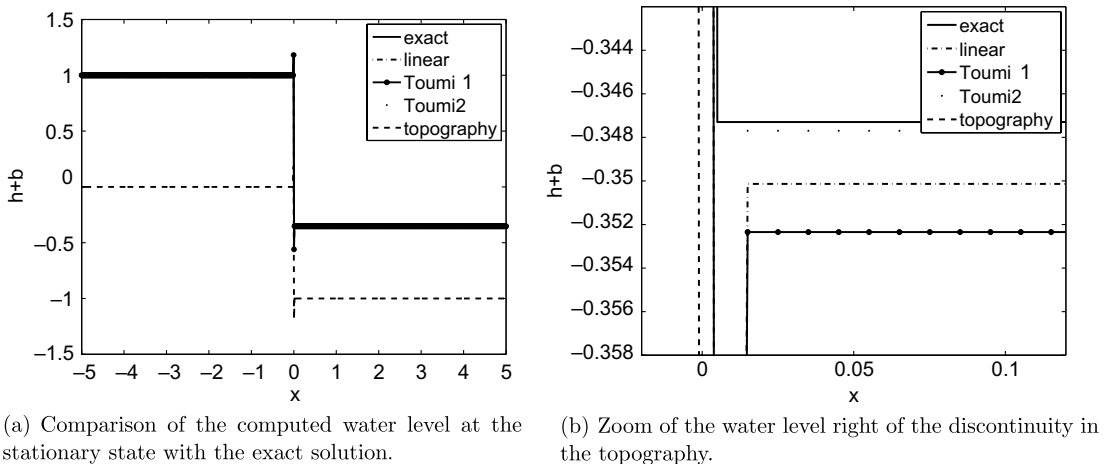 1.5
1
0.5
0
−0.5
−1
−1.5
h+b
−5 −4 −3 −2 −1 0 1 2 3 4 5
x
exact
linear
Toumi 1
Toumi2
topography
(a) Comparison of the computed water level at the
stationary state with the exact solution.
−0.344
−0.346
−0.348
−0.35
−0.352
−0.354
−0.356
−0.358
h+b
0 0.05 0.1
x
exact
linear
Toumi 1
Toumi2
topography
(b) Zoom of the water level right of the discontinuity in
the topography.